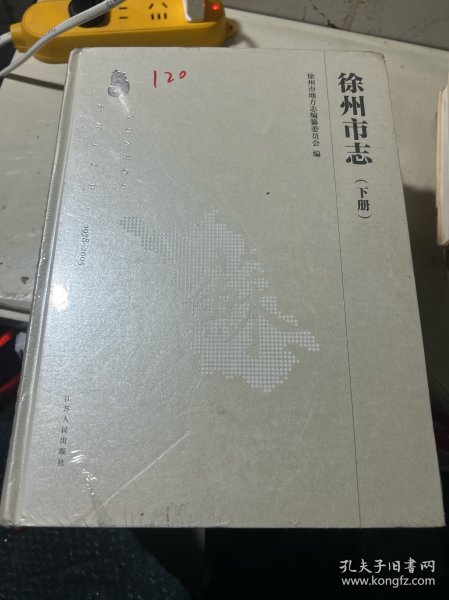 徐州市志
（下册）
徐州市地方志编纂委员会 编
120
1978-2005
江苏人民出版社
孔夫子旧书网
www.kongfz.com